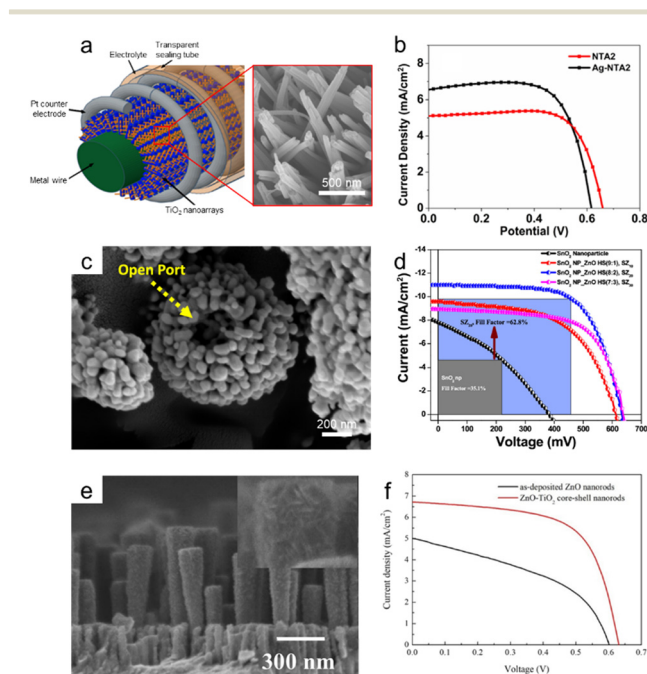 a
Transparent
sealing tube
Electrolyte
Pt counter
electrode
Metal wire
TiO₂ nanoarrays
500 nm
b
NTA2
Ag-NTA2
Current Density (mA/cm²)
8
7
6
5
4
3
2
1
0
0.0 0.2 0.4 0.6 0.8
Potential (V)
c
Open Port
200 nm
d
SnO₂ Nanoparticle
SnO₂ NP_ZnO HS(9:1), SZ₁₀
SnO₂ NP_ZnO HS(8:2), SZ₂₀
SnO₂ NP_ZnO HS(7:3), SZ₃₀
Current (mA/cm²)
-14
-12
-10
-8
-6
-4
-2
0
Fill Factor =62.8%
SnO₂ np
Fill Factor =35.1%
0 100 200 300 400 500 600 700
Voltage (mV)
e
300 nm
f
as-deposited ZnO nanorods
ZnO-TiO₂ core-shell nanorods
Current density (mA/cm²)
8
7
6
5
4
3
2
1
0
0.0 0.1 0.2 0.3 0.4 0.5 0.6 0.7
Voltage (V)